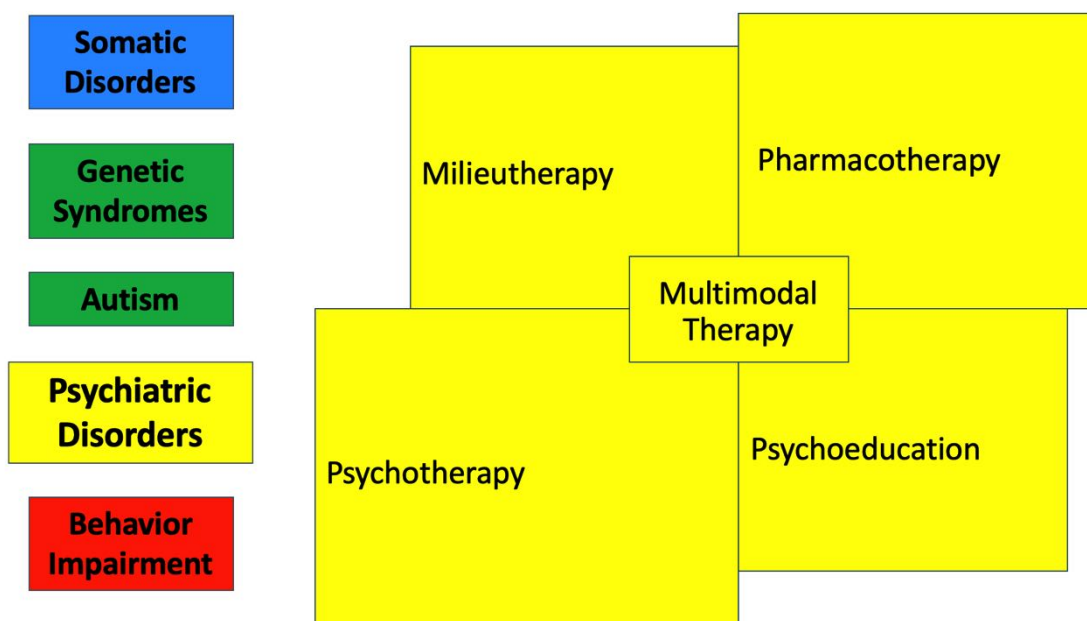 Somatic
Disorders
Genetic
Syndromes
Autism
Psychiatric
Disorders
Behavior
Impairment
Milieutherapy
Pharmacotherapy
Multimodal
Therapy
Psychotherapy
Psychoeducation